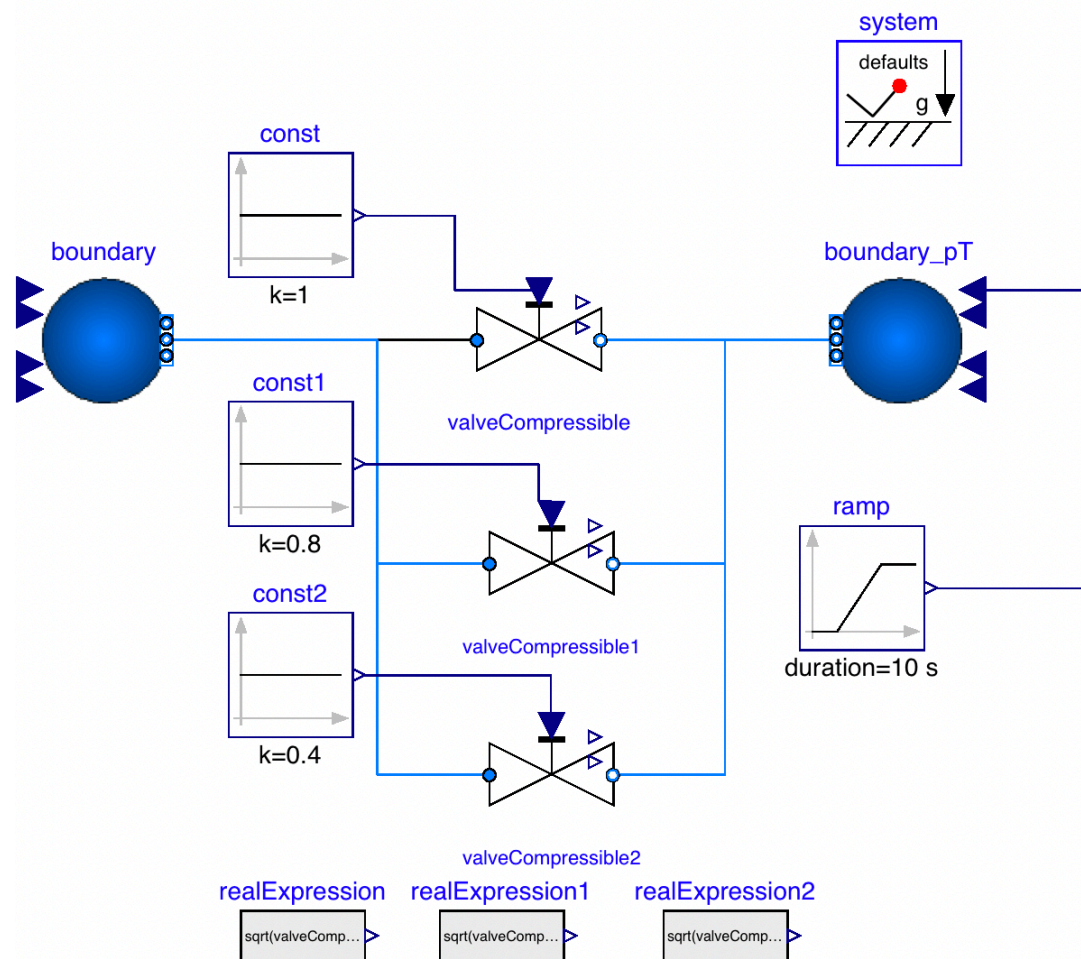 system
defaults
g
const
k=1
boundary
boundary_pT
const1
k=0.8
valveCompressible
ramp
duration=10 s
const2
k=0.4
valveCompressible1
valveCompressible2
realExpression
realExpression1
realExpression2
sqrt(valveComp...
sqrt(valveComp...
sqrt(valveComp...